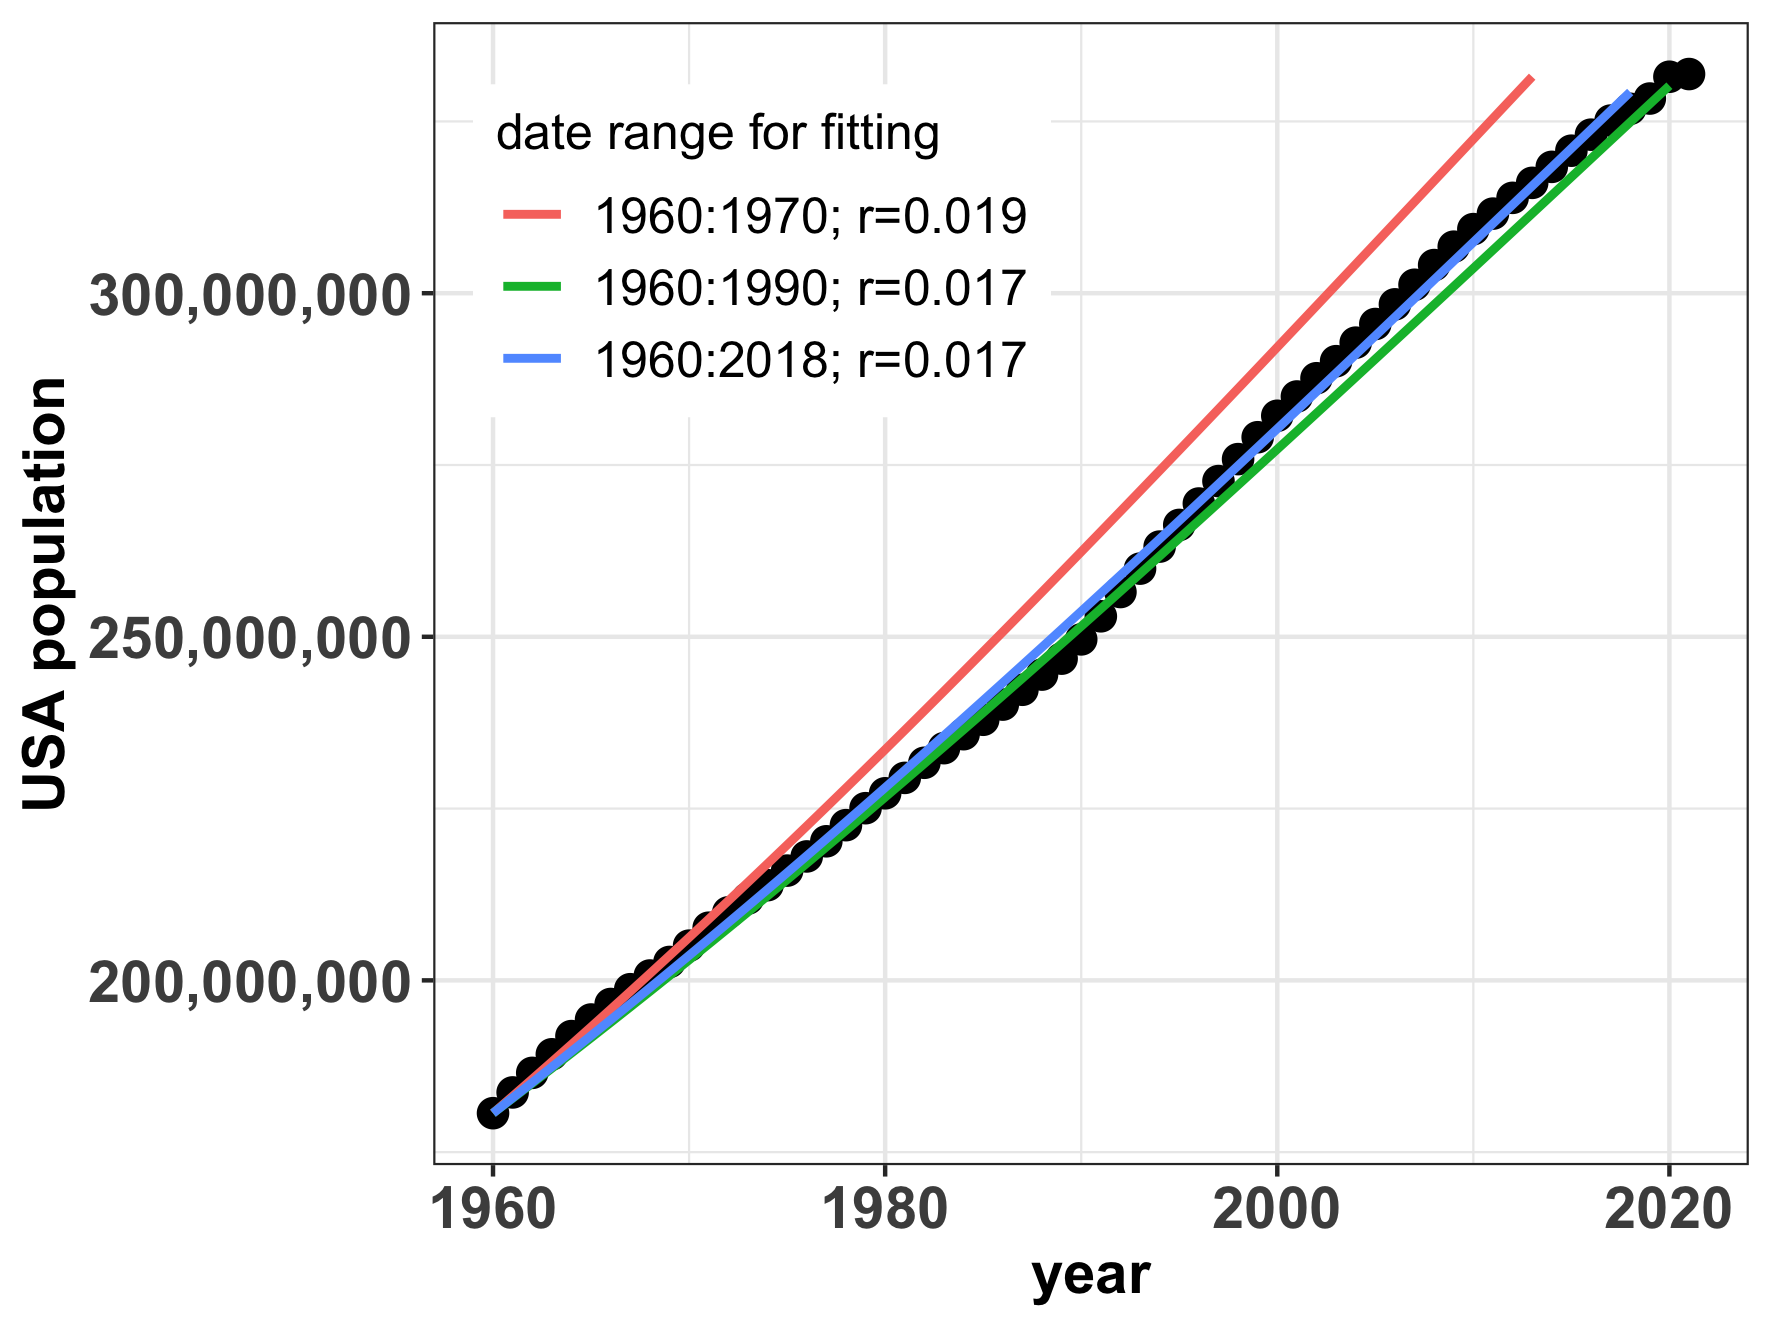 date range for fitting
1960:1970; r=0.019
1960:1990; r=0.017
1960:2018; r=0.017
USA population
300,000,000
250,000,000
200,000,000
1960 1980 2000 2020
year